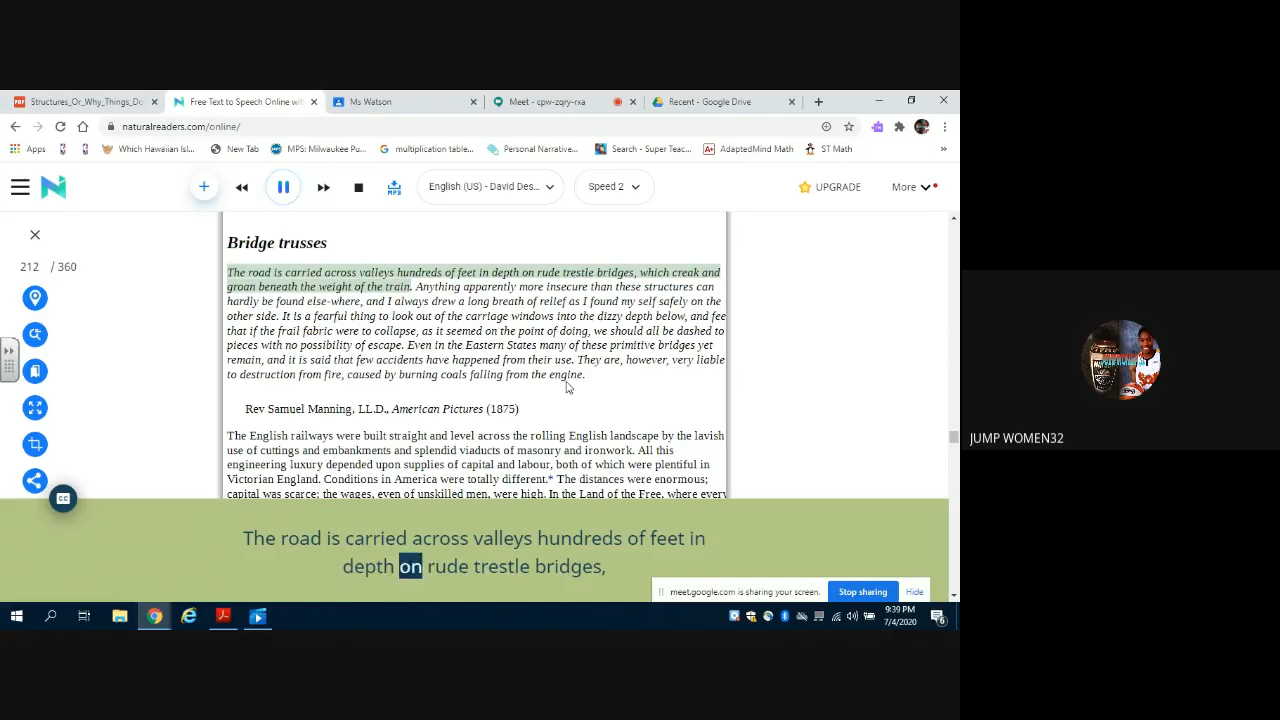 Structures_Or_Why_Things_Do
Free Text to Speech Online with
Ms Watson
Meet - cpw-zqry-rxa
Recent - Google Drive
naturalreaders.com/online/
Apps
Which Hawaiian Isl...
New Tab
MPS: Milwaukee Pu...
multiplication table...
Personal Narrative...
Search - Super Teac...
AdaptedMind Math
ST Math
»
MP3
English (US) - David Des...
Speed 2
UPGRADE
More
212 / 360
Bridge trusses
The road is carried across valleys hundreds of feet in depth on rude trestle bridges, which creak and
groan beneath the weight of the train. Anything apparently more insecure than these structures can
hardly be found else-where, and I always drew a long breath of relief as I found my self safely on the
other side. It is a fearful thing to look out of the carriage windows into the dizzy depth below, and fee
that if the frail fabric were to collapse, as it seemed on the point of doing, we should all be dashed to
pieces with no possibility of escape. Even in the Eastern States many of these primitive bridges yet
remain, and it is said that few accidents have happened from their use. They are, however, very liable
to destruction from fire, caused by burning coals falling from the engine.
Rev Samuel Manning, LL.D., American Pictures (1875)
The English railways were built straight and level across the rolling English landscape by the lavish
use of cuttings and embankments and splendid viaducts of masonry and ironwork. All this
engineering luxury depended upon supplies of capital and labour, both of which were plentiful in
Victorian England. Conditions in America were totally different.* The distances were enormous;
capital was scarce; the wages, even of unskilled men, were high. In the Land of the Free, where every
CC
The road is carried across valleys hundreds of feet in
depth on rude trestle bridges,
meet.google.com is sharing your screen.
Stop sharing
Hide
9:39 PM
7/4/2020
6
JUMP WOMEN32